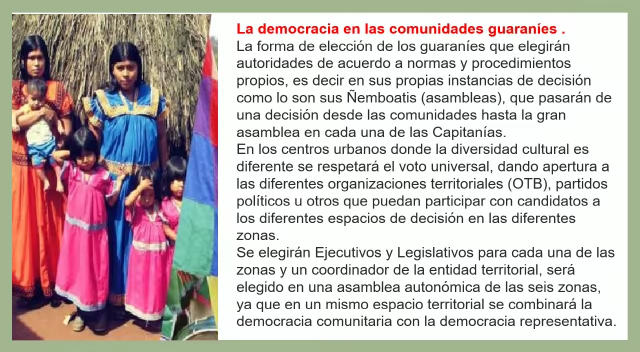 La democracia en las comunidades guaraníes .
La forma de elección de los guaraníes que elegirán
autoridades de acuerdo a normas y procedimientos
propios, es decir en sus propias instancias de decisión
como lo son sus Ñemboatis (asambleas), que pasarán de
una decisión desde las comunidades hasta la gran
asamblea en cada una de las Capitanías.
En los centros urbanos donde la diversidad cultural es
diferente se respetará el voto universal, dando apertura a
las diferentes organizaciones territoriales (OTB), partidos
políticos u otros que puedan participar con candidatos a
los diferentes espacios de decisión en las diferentes
zonas.
Se elegirán Ejecutivos y Legislativos para cada una de las
zonas y un coordinador de la entidad territorial, será
elegido en una asamblea autonómica de las seis zonas,
ya que en un mismo espacio territorial se combinará la
democracia comunitaria con la democracia representativa.